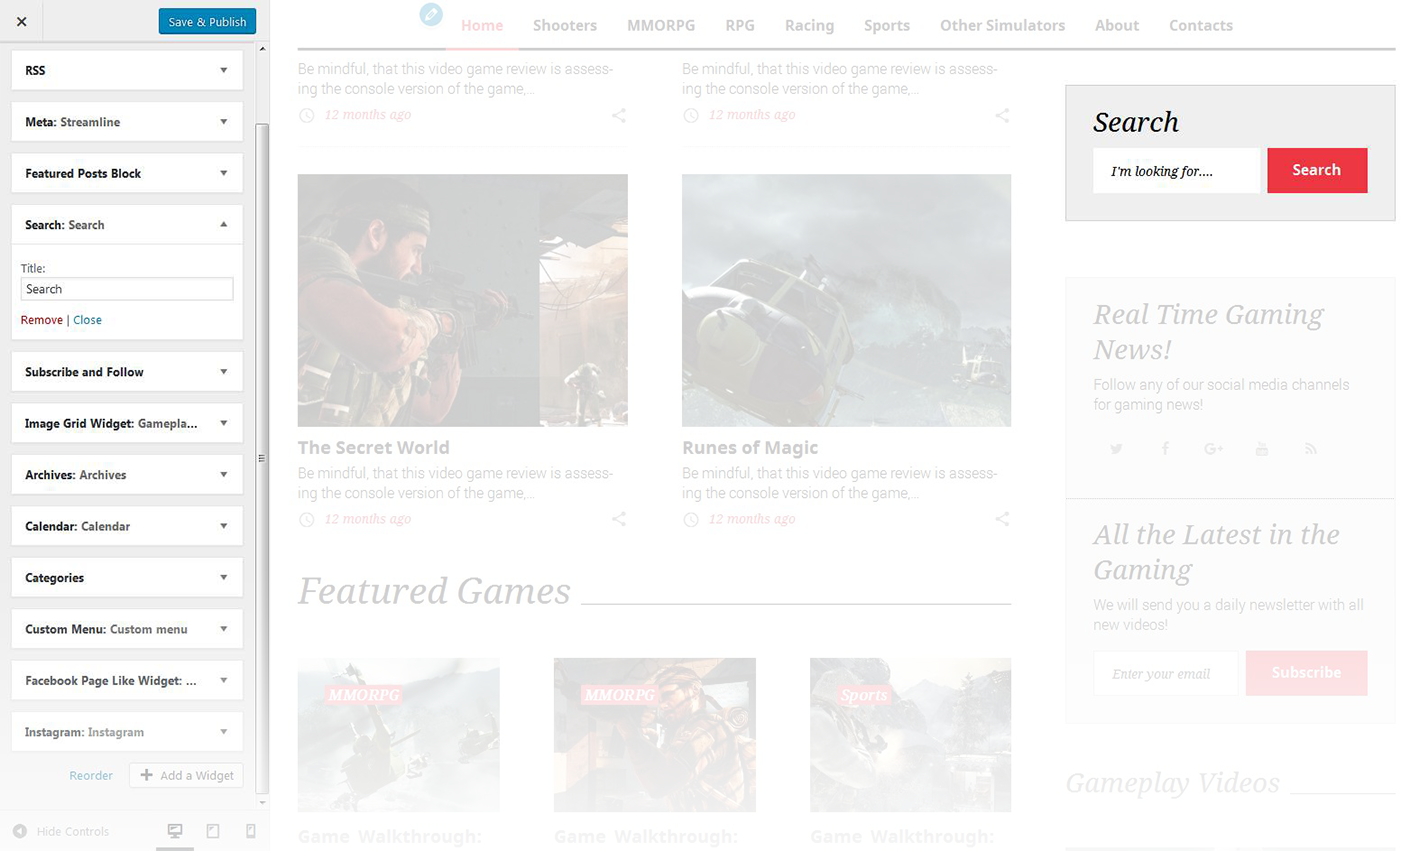 Save & Publish
RSS
Meta: Streamline
Featured Posts Block
Search: Search
Title:
Search
Remove | Close
Subscribe and Follow
Image Grid Widget: Gamepla...
Archives: Archives
Calendar: Calendar
Categories
Custom Menu: Custom menu
Facebook Page Like Widget: ...
Instagram: Instagram
Reorder
Add a Widget
Hide Controls
Home Shooters MMORPG RPG Racing Sports Other Simulators About Contacts
Be mindful, that this video game review is assess-
ing the console version of the game,...
12 months ago
Be mindful, that this video game review is assess-
ing the console version of the game,...
12 months ago
The Secret World
Be mindful, that this video game review is assess-
ing the console version of the game,...
12 months ago
Runes of Magic
Be mindful, that this video game review is assess-
ing the console version of the game,...
12 months ago
Featured Games
MMORPG
Game Walkthrough:
MMORPG
Game Walkthrough:
Sports
Game Walkthrough:
Search
I'm looking for....
Search
Real Time Gaming
News!
Follow any of our social media channels
for gaming news!
All the Latest in the
Gaming
We will send you a daily newsletter with all
new videos!
Enter your email
Subscribe
Gameplay Videos